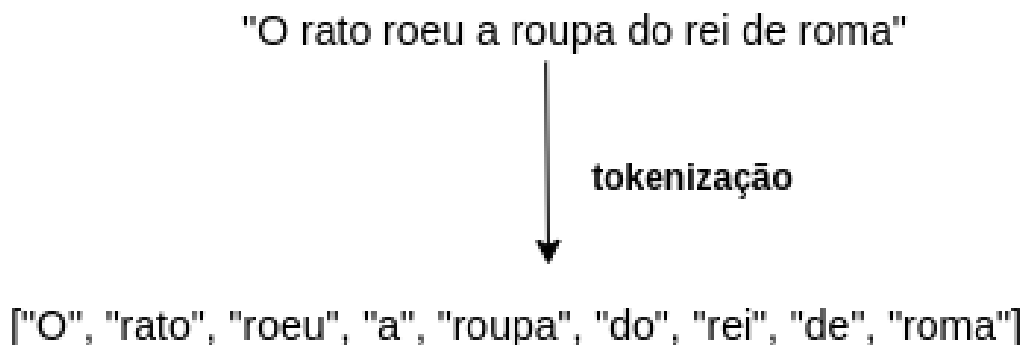 "O rato roeu a roupa do rei de roma"
tokenização
["O", "rato", "roeu", "a", "roupa", "do", "rei", "de, "roma"]